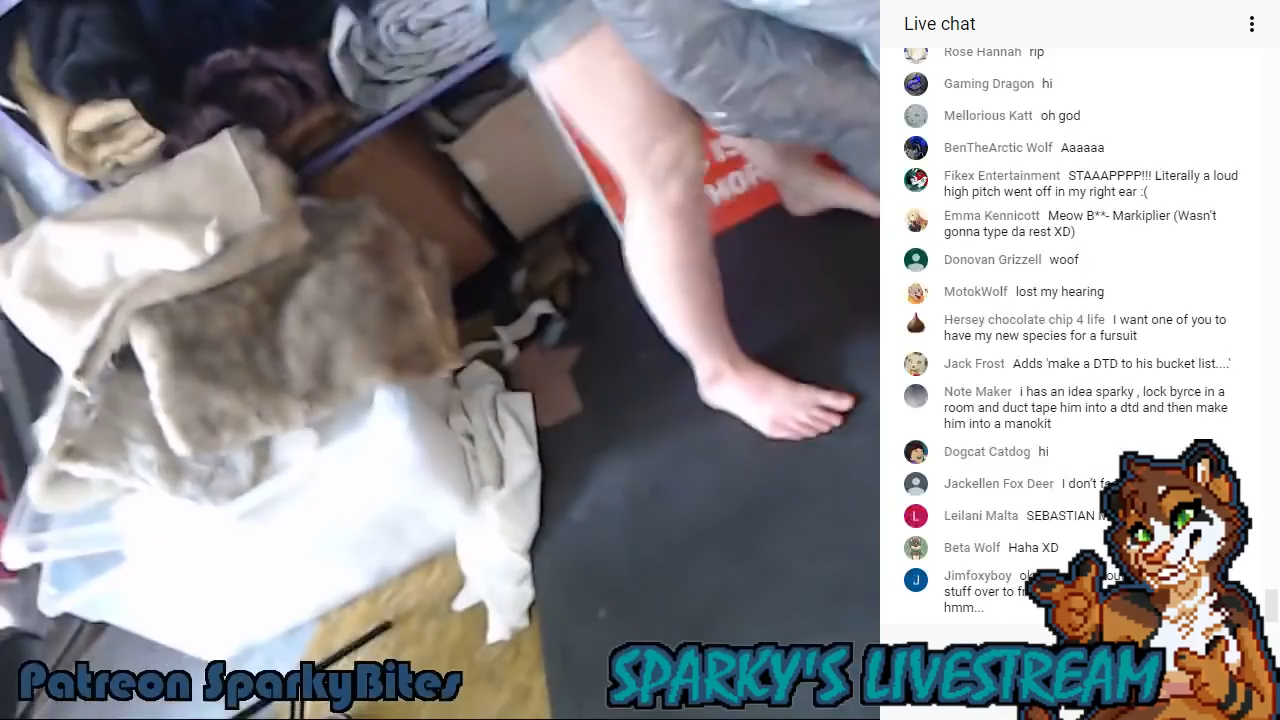 Live chat
Rose Hannah rip
Gaming Dragon hi
Mellorious Katt oh god
BenTheArctic Wolf Aaaaaa
Fikex Entertainment STAAAPPPP!!! Literally a loud
high pitch went off in my right ear :(
Emma Kennicott Meow B**- Markiplier (Wasn't
gonna type da rest XD)
Donovan Grizzell woof
MotokWolf lost my hearing
Hersey chocolate chip 4 life I want one of you to
have my new species for a fursuit
Jack Frost Adds 'make a DTD to his bucket list....'
Note Maker i has an idea sparky , lock byrce in a
room and duct tape him into a dtd and then make
him into a manokit
Dogcat Catdog hi
Jackellen Fox Deer I don't
Leilani Malta SEBASTIAN
L
Beta Wolf Haha XD
Jimfoxyboy
J
stuff over to
hmm...
Patreon SparkyBites
SPARKY'S LIVESTREAM